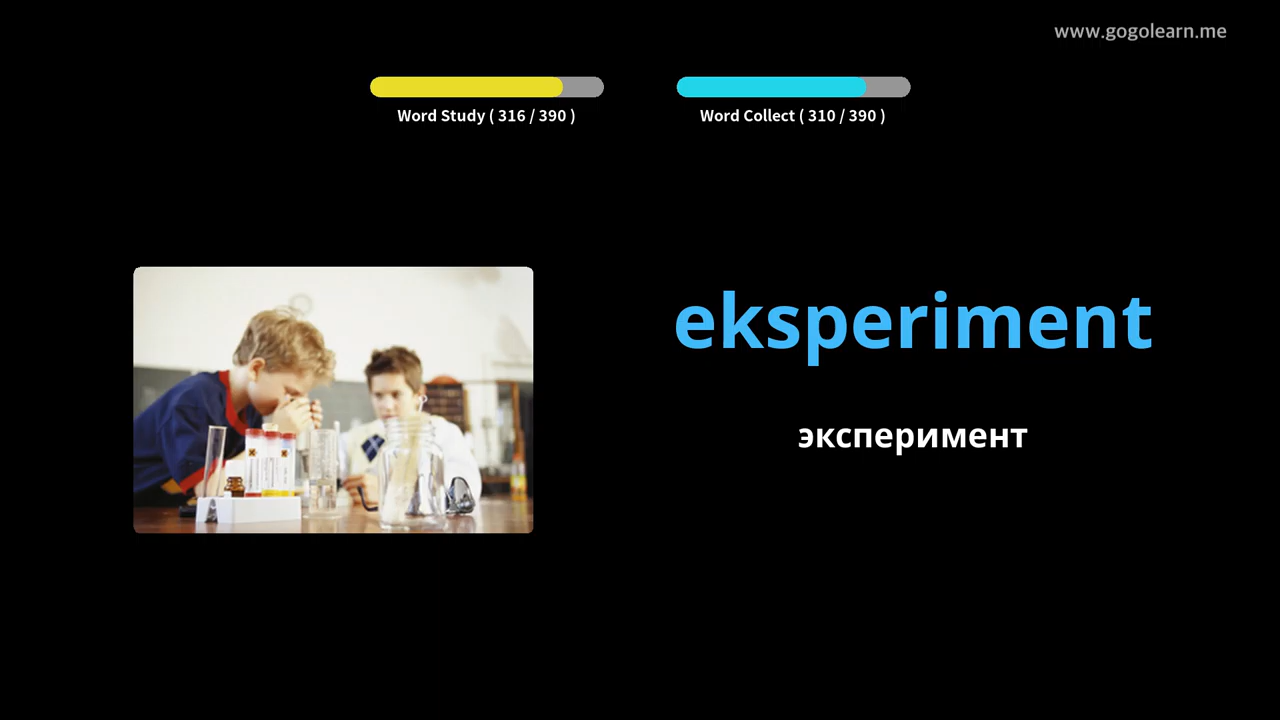 www.gogolearn.me
Word Study ( 316 / 390 )
Word Collect ( 310 / 390 )
eksperiment
эксперимент